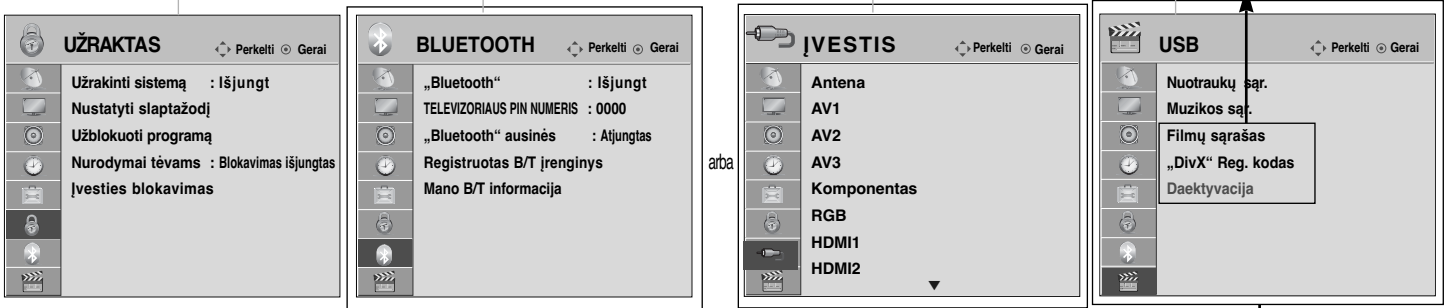 UŽRAKTAS Perkelti Gerai
Užrakinti sistemą : Išjungt
Nustatyti slaptažodį
Užblokuoti programą
Nurodymai tėvams : Blokavimas išjungtas
Įvesties blokavimas
BLUETOOTH Perkelti Gerai
„Bluetooth“ : Išjungt
TELEVIZORIAUS PIN NUMERIS : 0000
„Bluetooth“ ausinės : Atjungtas
Registruotas B/T įrenginys
Mano B/T informacija
arba
ĮVESTIS Perkelti Gerai
Antena
AV1
AV2
AV3
Komponentas
RGB
HDMI1
HDMI2
USB Perkelti Gerai
Nuotraukų sąr.
Muzikos sąr.
Filmų sąrašas
„DivX“ Reg. kodas
Daektyvacija